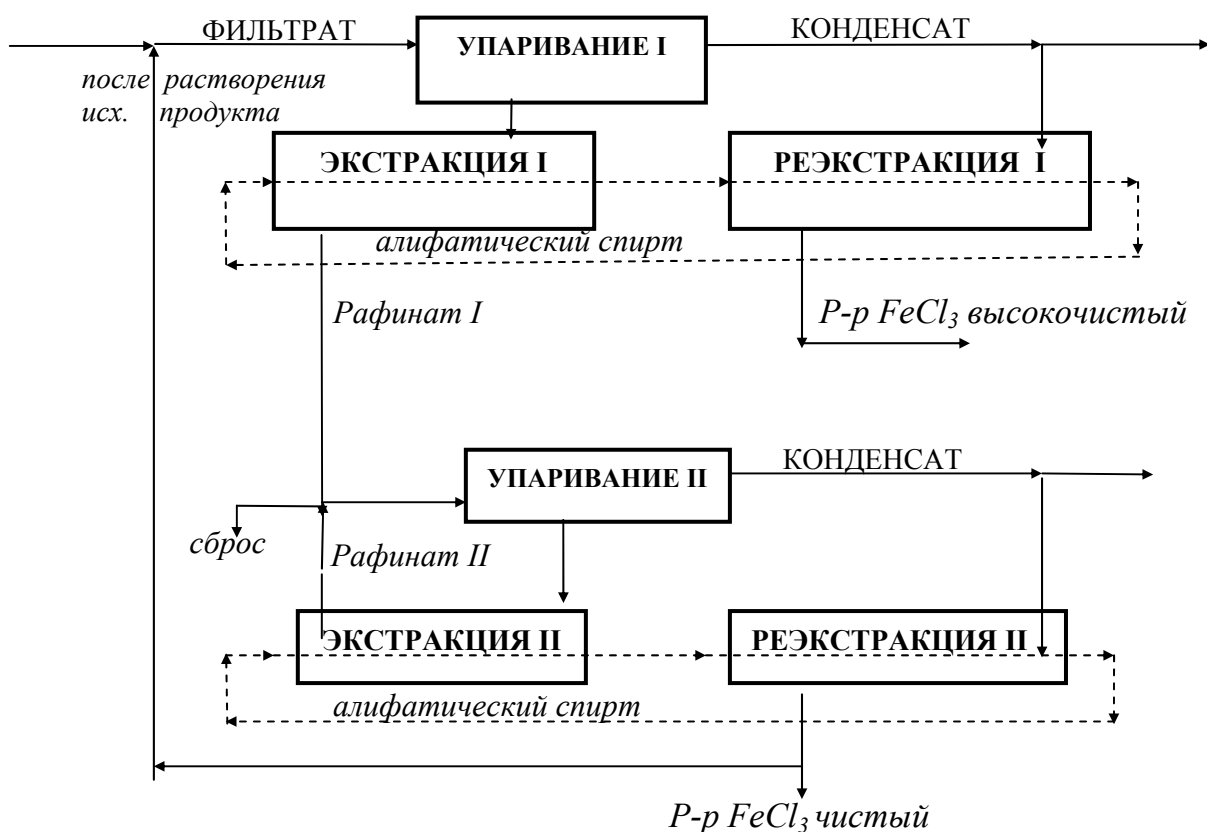 ФИЛЬТРАТ
УПАРИВАНИЕ I
КОНДЕНСАТ
после растворения
исх. продукта
ЭКСТРАКЦИЯ I
РЕЭКСТРАКЦИЯ I
алифатический спирт
Рафинат I
Р-р FeCl₃ высокочистый
УПАРИВАНИЕ II
КОНДЕНСАТ
сброс
Рафинат II
ЭКСТРАКЦИЯ II
РЕЭКСТРАКЦИЯ II
алифатический спирт
Р-р FeCl₃ чистый